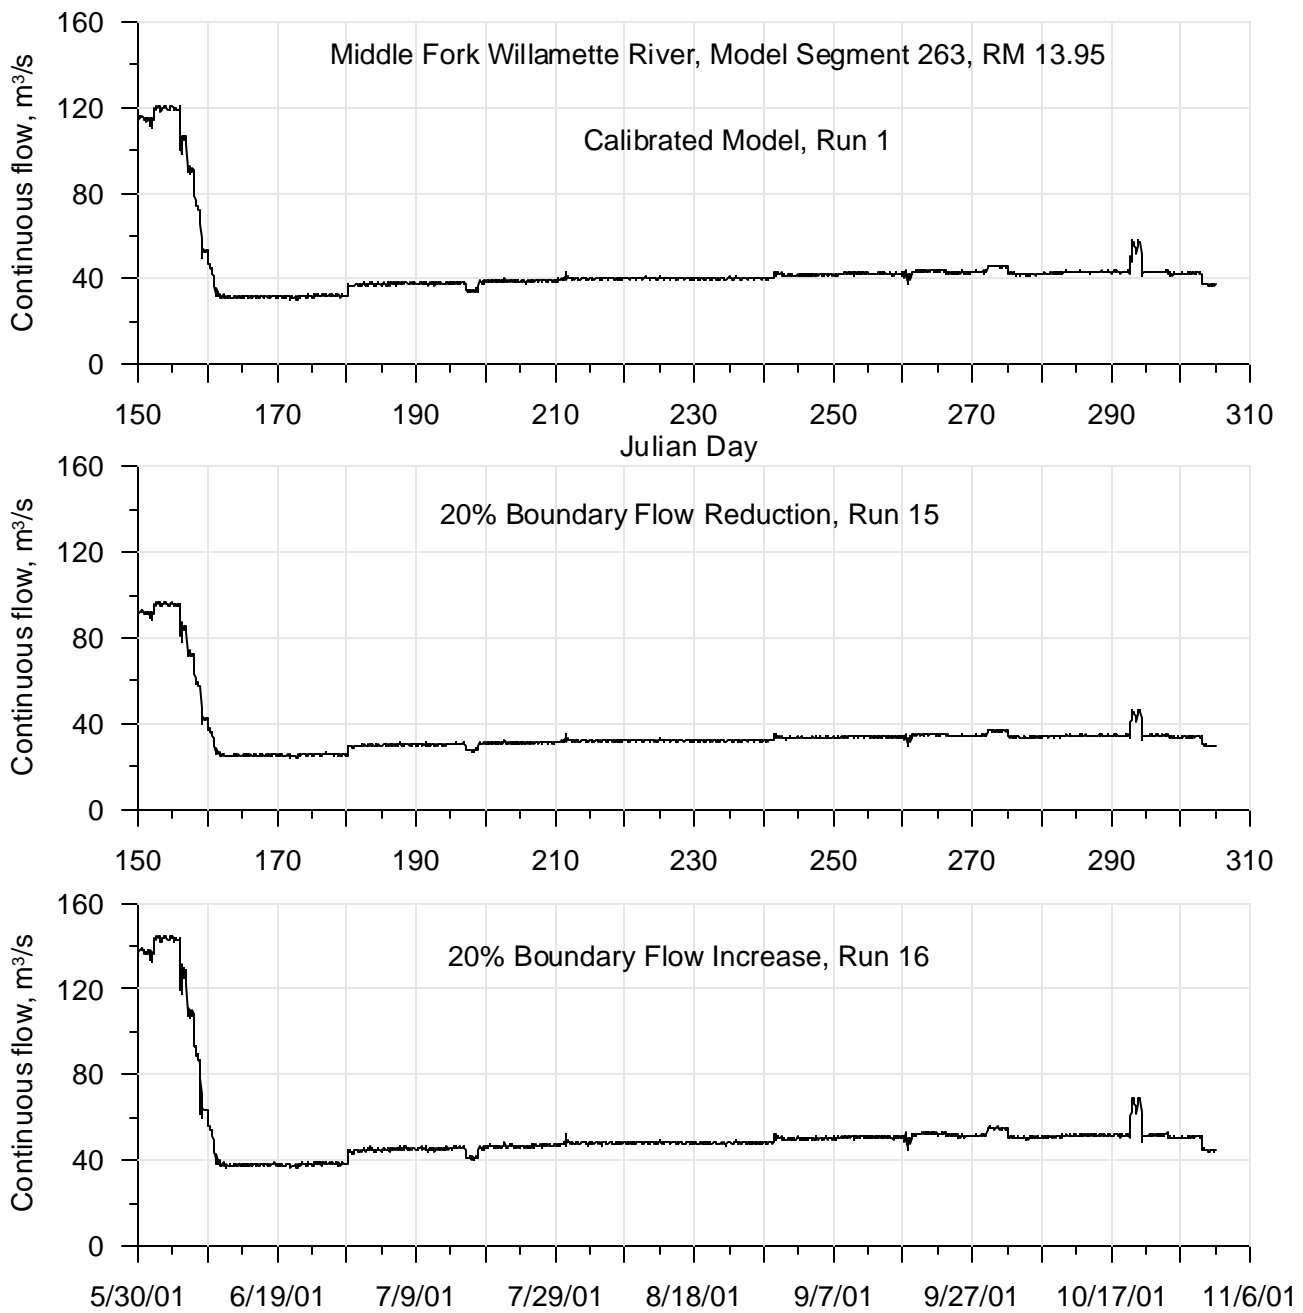 160
Middle Fork Willamette River, Model Segment 263, RM 13.95
120
Calibrated Model, Run 1
80
40
0
Continuous flow, m³/s
150 170 190 210 230 250 270 290 310
Julian Day
160
20% Boundary Flow Reduction, Run 15
120
80
40
0
Continuous flow, m³/s
150 170 190 210 230 250 270 290 310
160
20% Boundary Flow Increase, Run 16
120
80
40
0
Continuous flow, m³/s
5/30/01 6/19/01 7/9/01 7/29/01 8/18/01 9/7/01 9/27/01 10/17/01 11/6/01